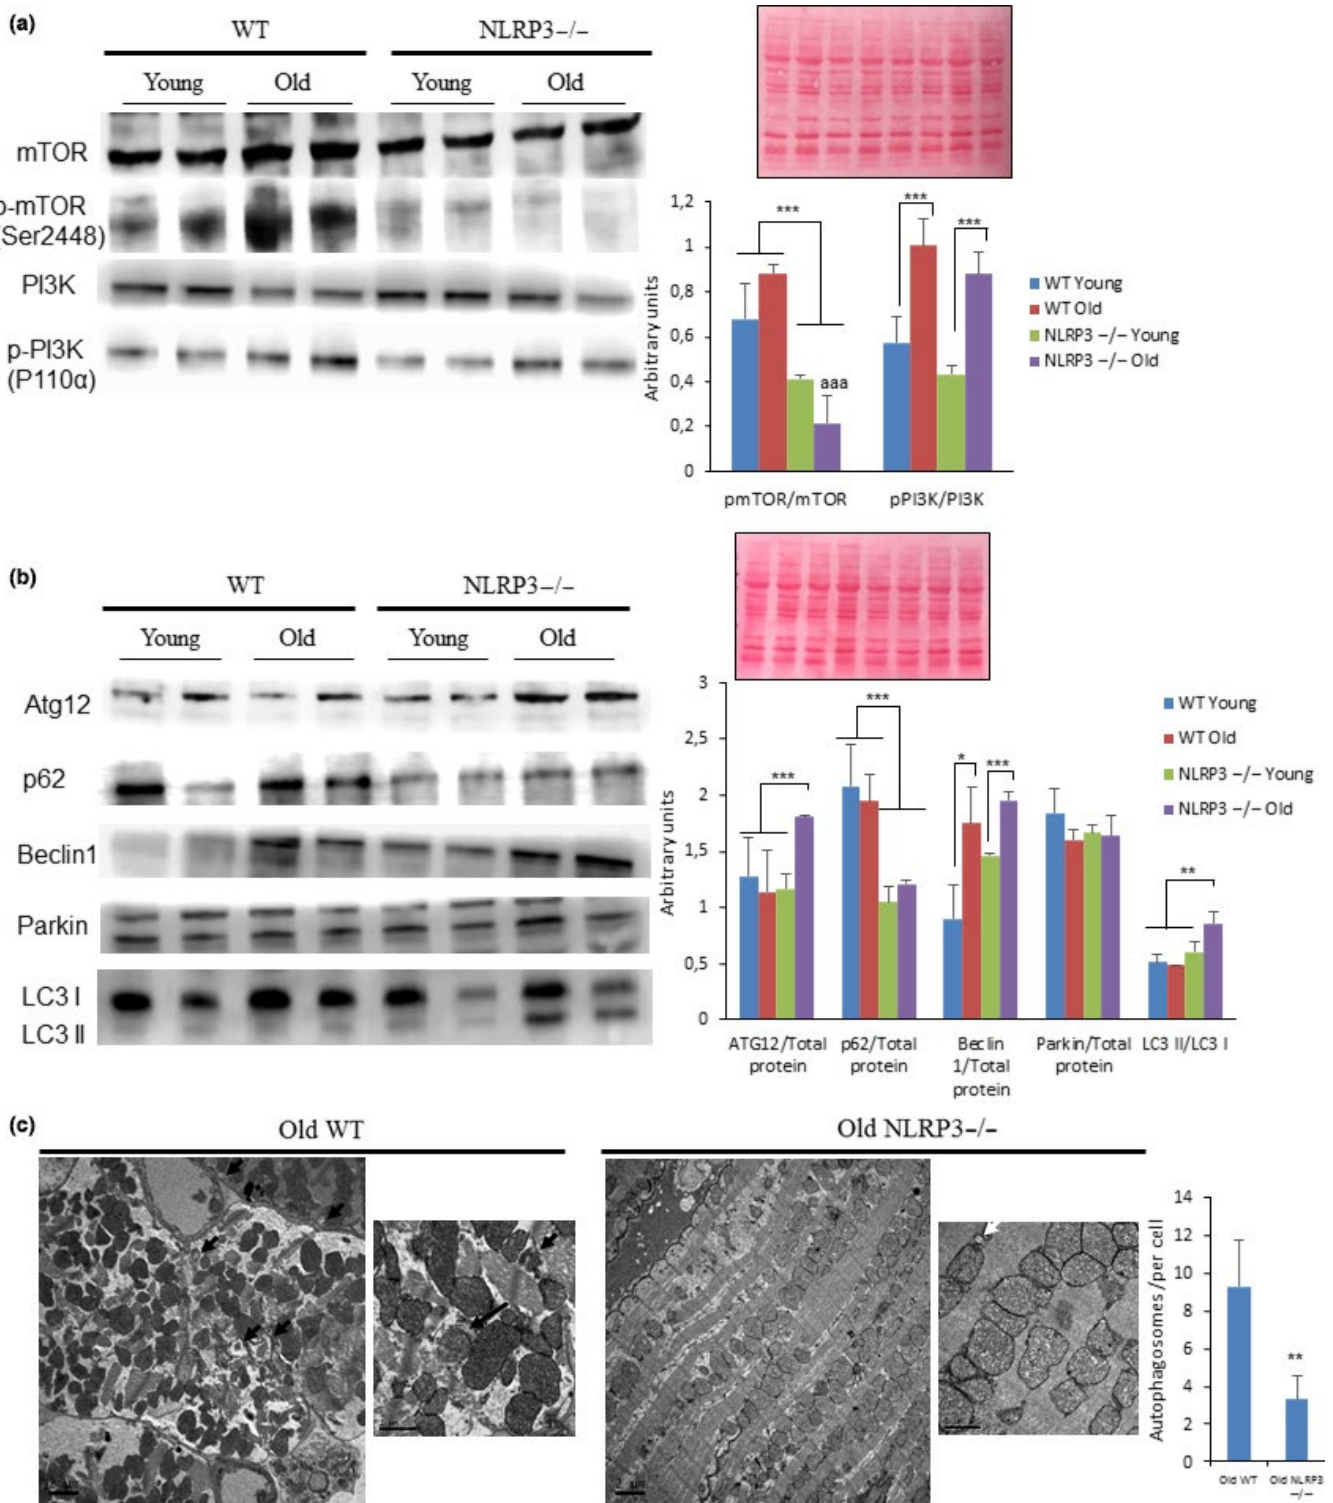 (a)
WT NLRP3−/−
Young Old Young Old
mTOR
p-mTOR
(Ser2448)
PI3K
p-PI3K
(P110α)
Arbitrary units
1,2
1
0,8
0,6
0,4
0,2
0
*** *** ***
aaa
pmTOR/mTOR pPI3K/PI3K
WT Young
WT Old
NLRP3 −/− Young
NLRP3 −/− Old
(b)
WT NLRP3−/−
Young Old Young Old
Atg12
p62
Beclin1
Parkin
LC3 I
LC3 II
Arbitrary units
3
2,5
2
1,5
1
0,5
0
*** *** * *** **
ATG12/Total protein
p62/Total protein
Beclin 1/Total protein
Parkin/Total protein
LC3 II/LC3 I
WT Young
WT Old
NLRP3 −/− Young
NLRP3 −/− Old
(c)
Old WT Old NLRP3−/−
Autophagosomes /per cell
14
12
10
8
6
4
2
0
**
Old WT
Old NLRP3
−/−